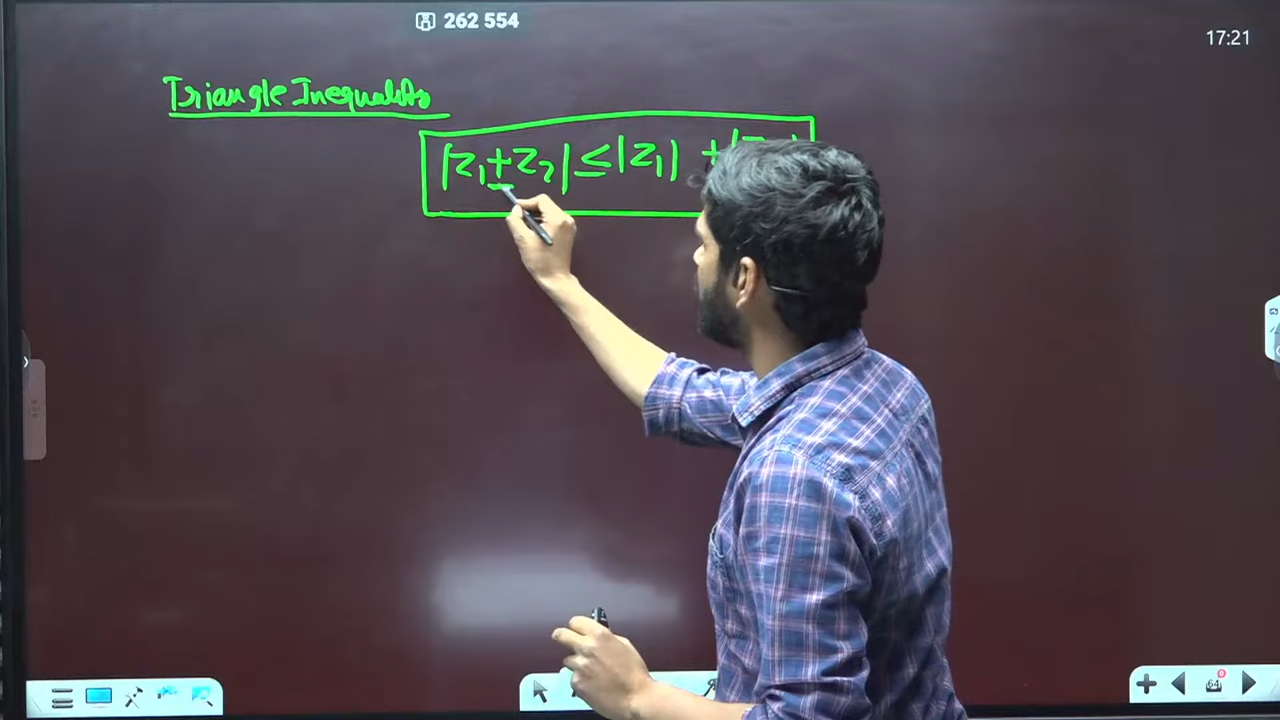 262 554
17:21
Triangle Inequality
|z₁±z₂| ≤ |z₁| +